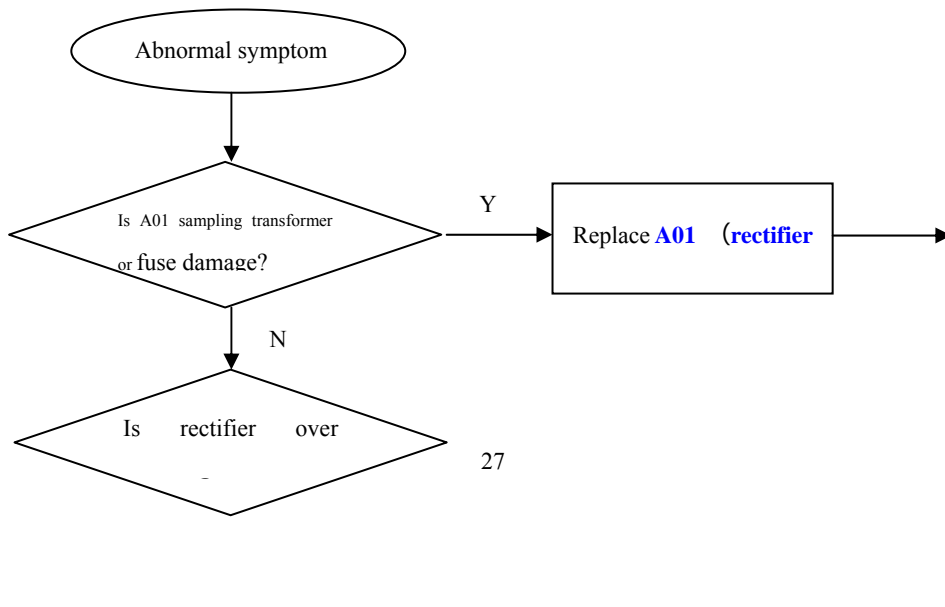 Abnormal symptom
Is A01 sampling transformer
or fuse damage?
Y
Replace A01 （rectifier
N
Is rectifier over
27